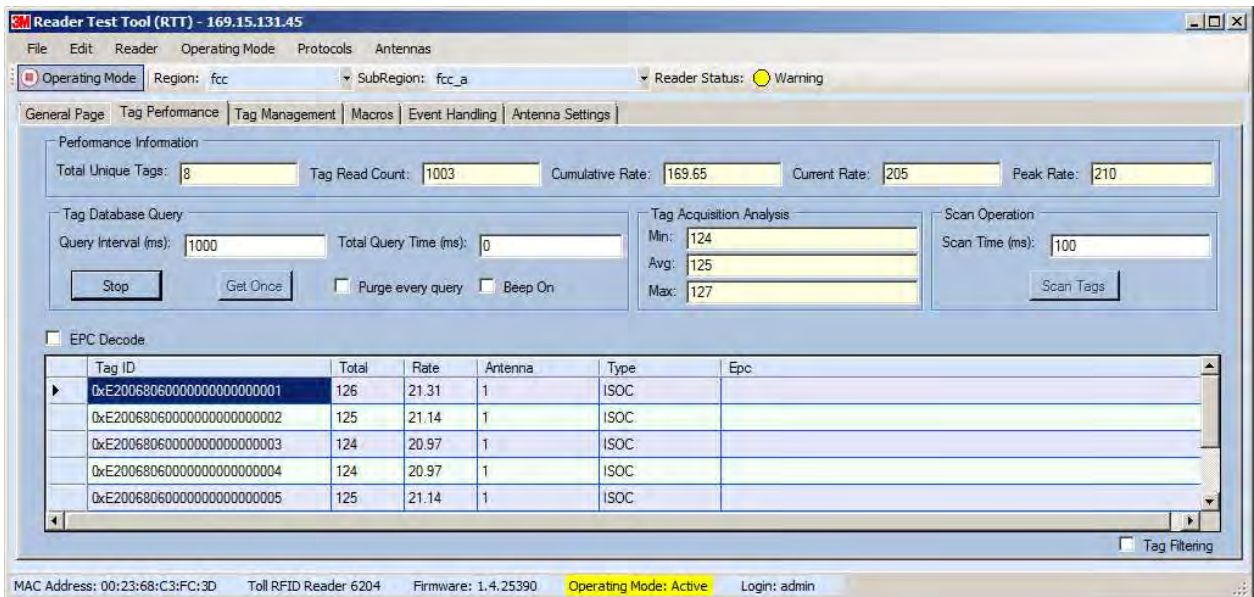 3M Reader Test Tool (RTT) - 169.15.131.45
File Edit Reader Operating Mode Protocols Antennas
Operating Mode Region: fcc SubRegion: fcc_a Reader Status: Warning
General Page Tag Performance Tag Management Macros Event Handling Antenna Settings
Performance Information
Total Unique Tags: 8 Tag Read Count: 1003 Cumulative Rate: 169.65 Current Rate: 205 Peak Rate: 210
Tag Database Query Tag Acquisition Analysis Scan Operation
Query Interval (ms): 1000 Total Query Time (ms): 0 Min: 124 Scan Time (ms): 100
Avg: 125
Stop Get Once Purge every query Beep On Max: 127 Scan Tags
EPC Decode
Tag ID Total Rate Antenna Type Epc
0xE20068060000000000000001 126 21.31 1 ISOC
0xE20068060000000000000002 125 21.14 1 ISOC
0xE20068060000000000000003 124 20.97 1 ISOC
0xE20068060000000000000004 124 20.97 1 ISOC
0xE20068060000000000000005 125 21.14 1 ISOC
Tag Filtering
MAC Address: 00:23:68:C3:FC:3D Toll RFID Reader 6204 Firmware: 1.4.25390 Operating Mode: Active Login: admin